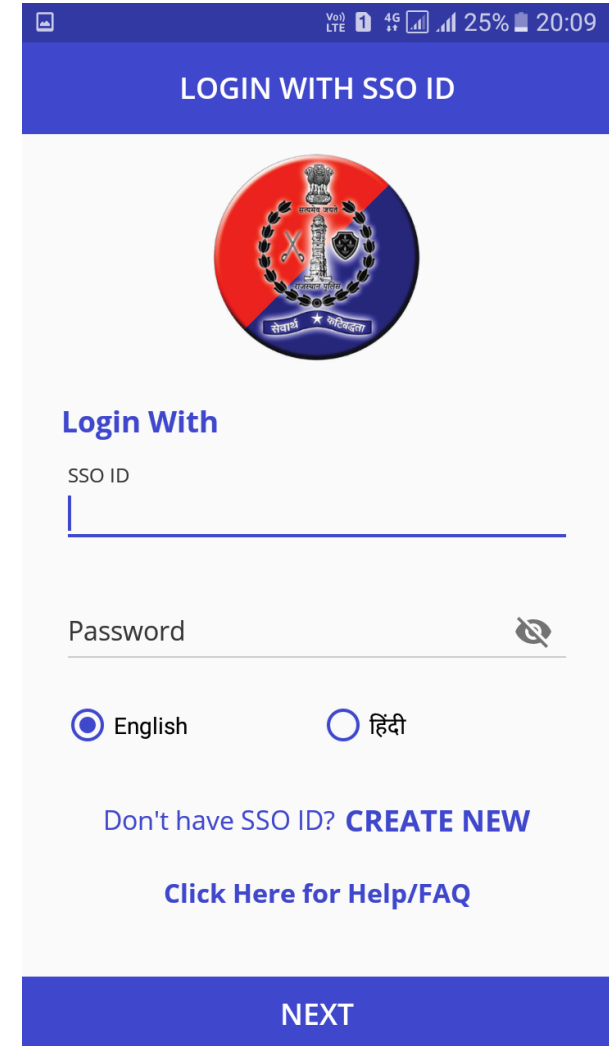 Vo) LTE 1 4G 25% 20:09
LOGIN WITH SSO ID
सत्यमेव जयते
राजस्थान पुलिस
सेवार्थ कटिबद्धता
Login With
SSO ID
Password
English हिंदी
Don't have SSO ID? CREATE NEW
Click Here for Help/FAQ
NEXT